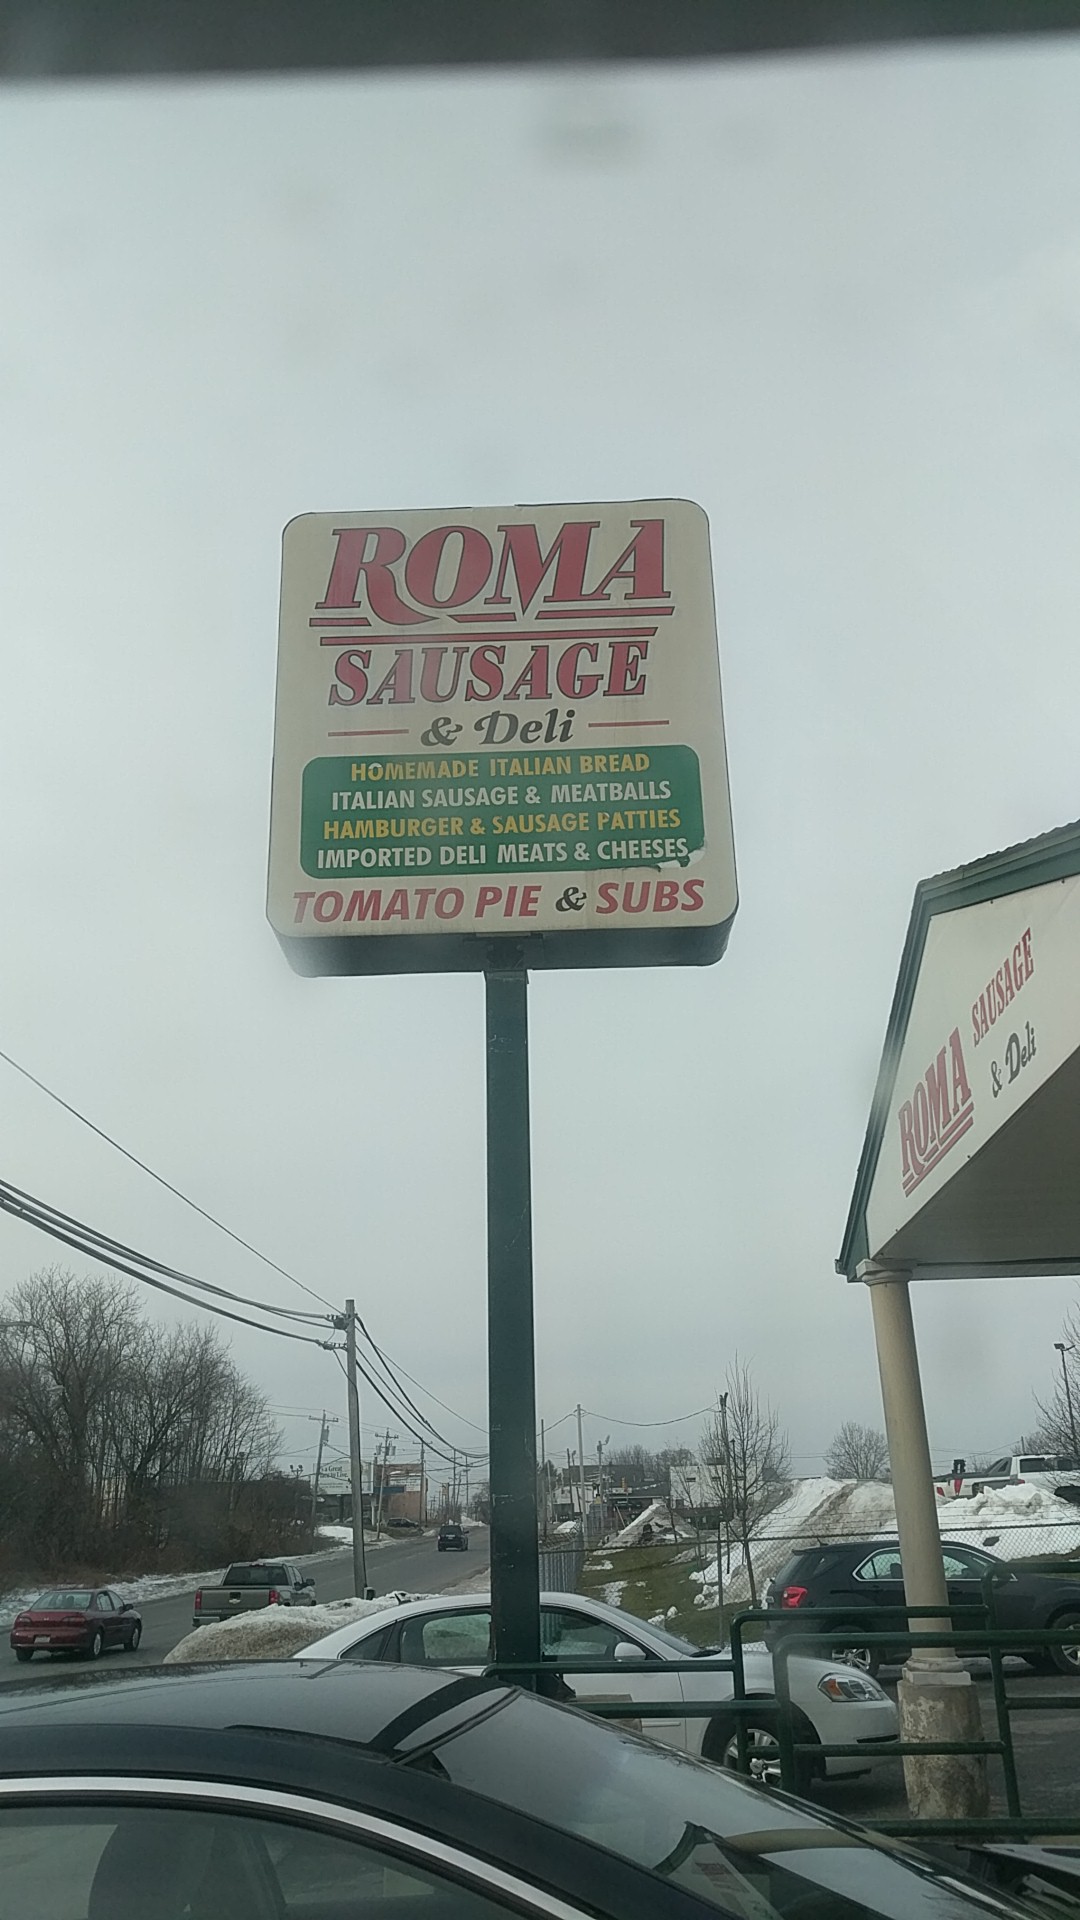 ROMA
SAUSAGE
& Deli
HOMEMADE ITALIAN BREAD
ITALIAN SAUSAGE & MEATBALLS
HAMBURGER & SAUSAGE PATTIES
IMPORTED DELI MEATS & CHEESES
TOMATO PIE & SUBS
ROMA SAUSAGE
& Deli